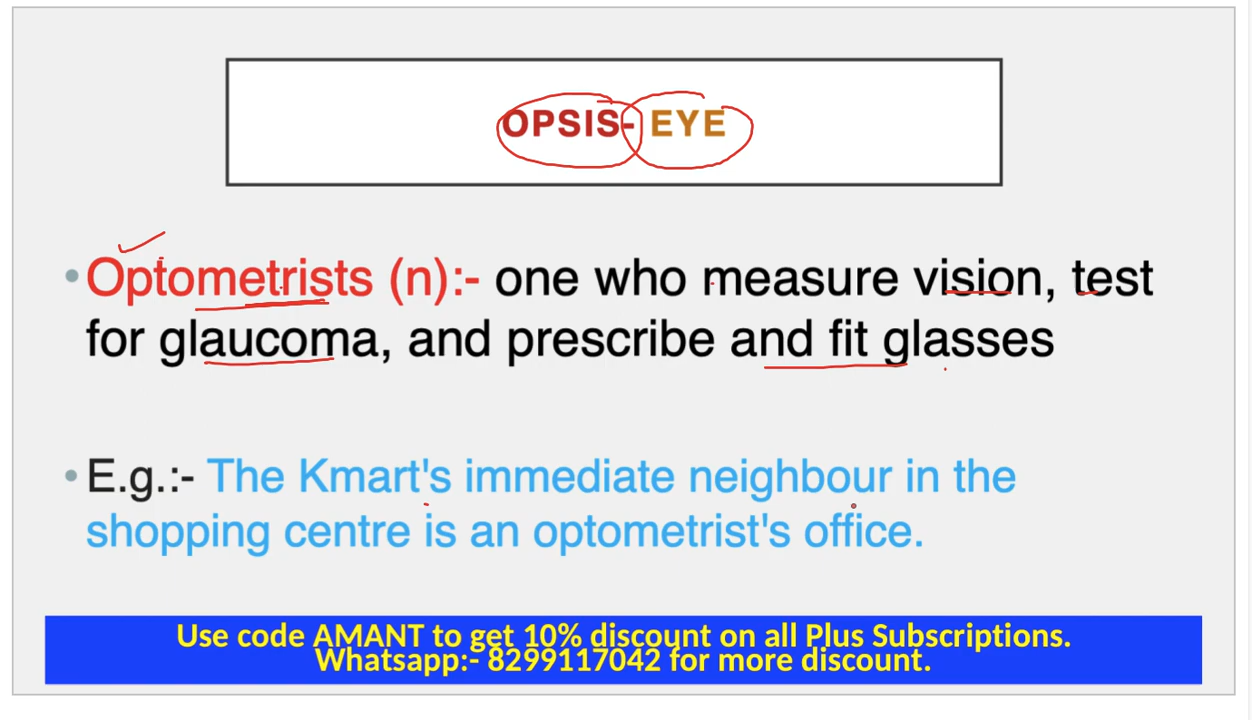 OPSIS- EYE
•Optometrists (n):- one who measure vision, test
for glaucoma, and prescribe and fit glasses
•E.g.:- The Kmart's immediate neighbour in the
shopping centre is an optometrist's office.
Use code AMANT to get 10% discount on all Plus Subscriptions.
Whatsapp:- 8299117042 for more discount.